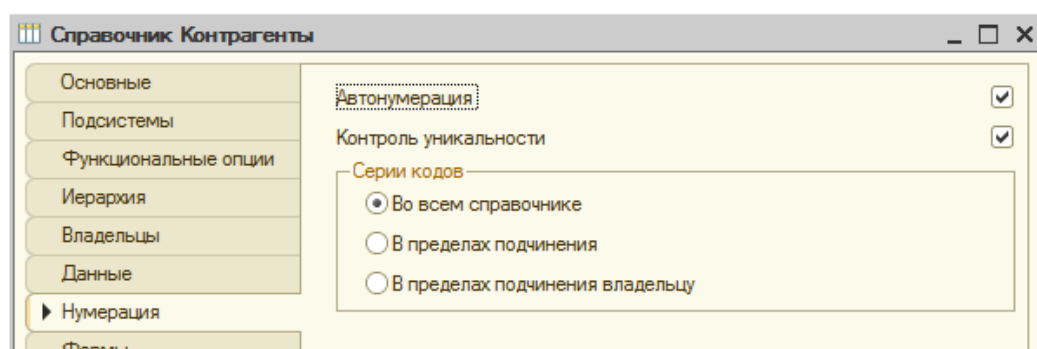 Справочник Контрагенты
Основные
Подсистемы
Функциональные опции
Иерархия
Владельцы
Данные
Нумерация
Формы
Автонумерация
Контроль уникальности
Серии кодов
Во всем справочнике
В пределах подчинения
В пределах подчинения владельцу